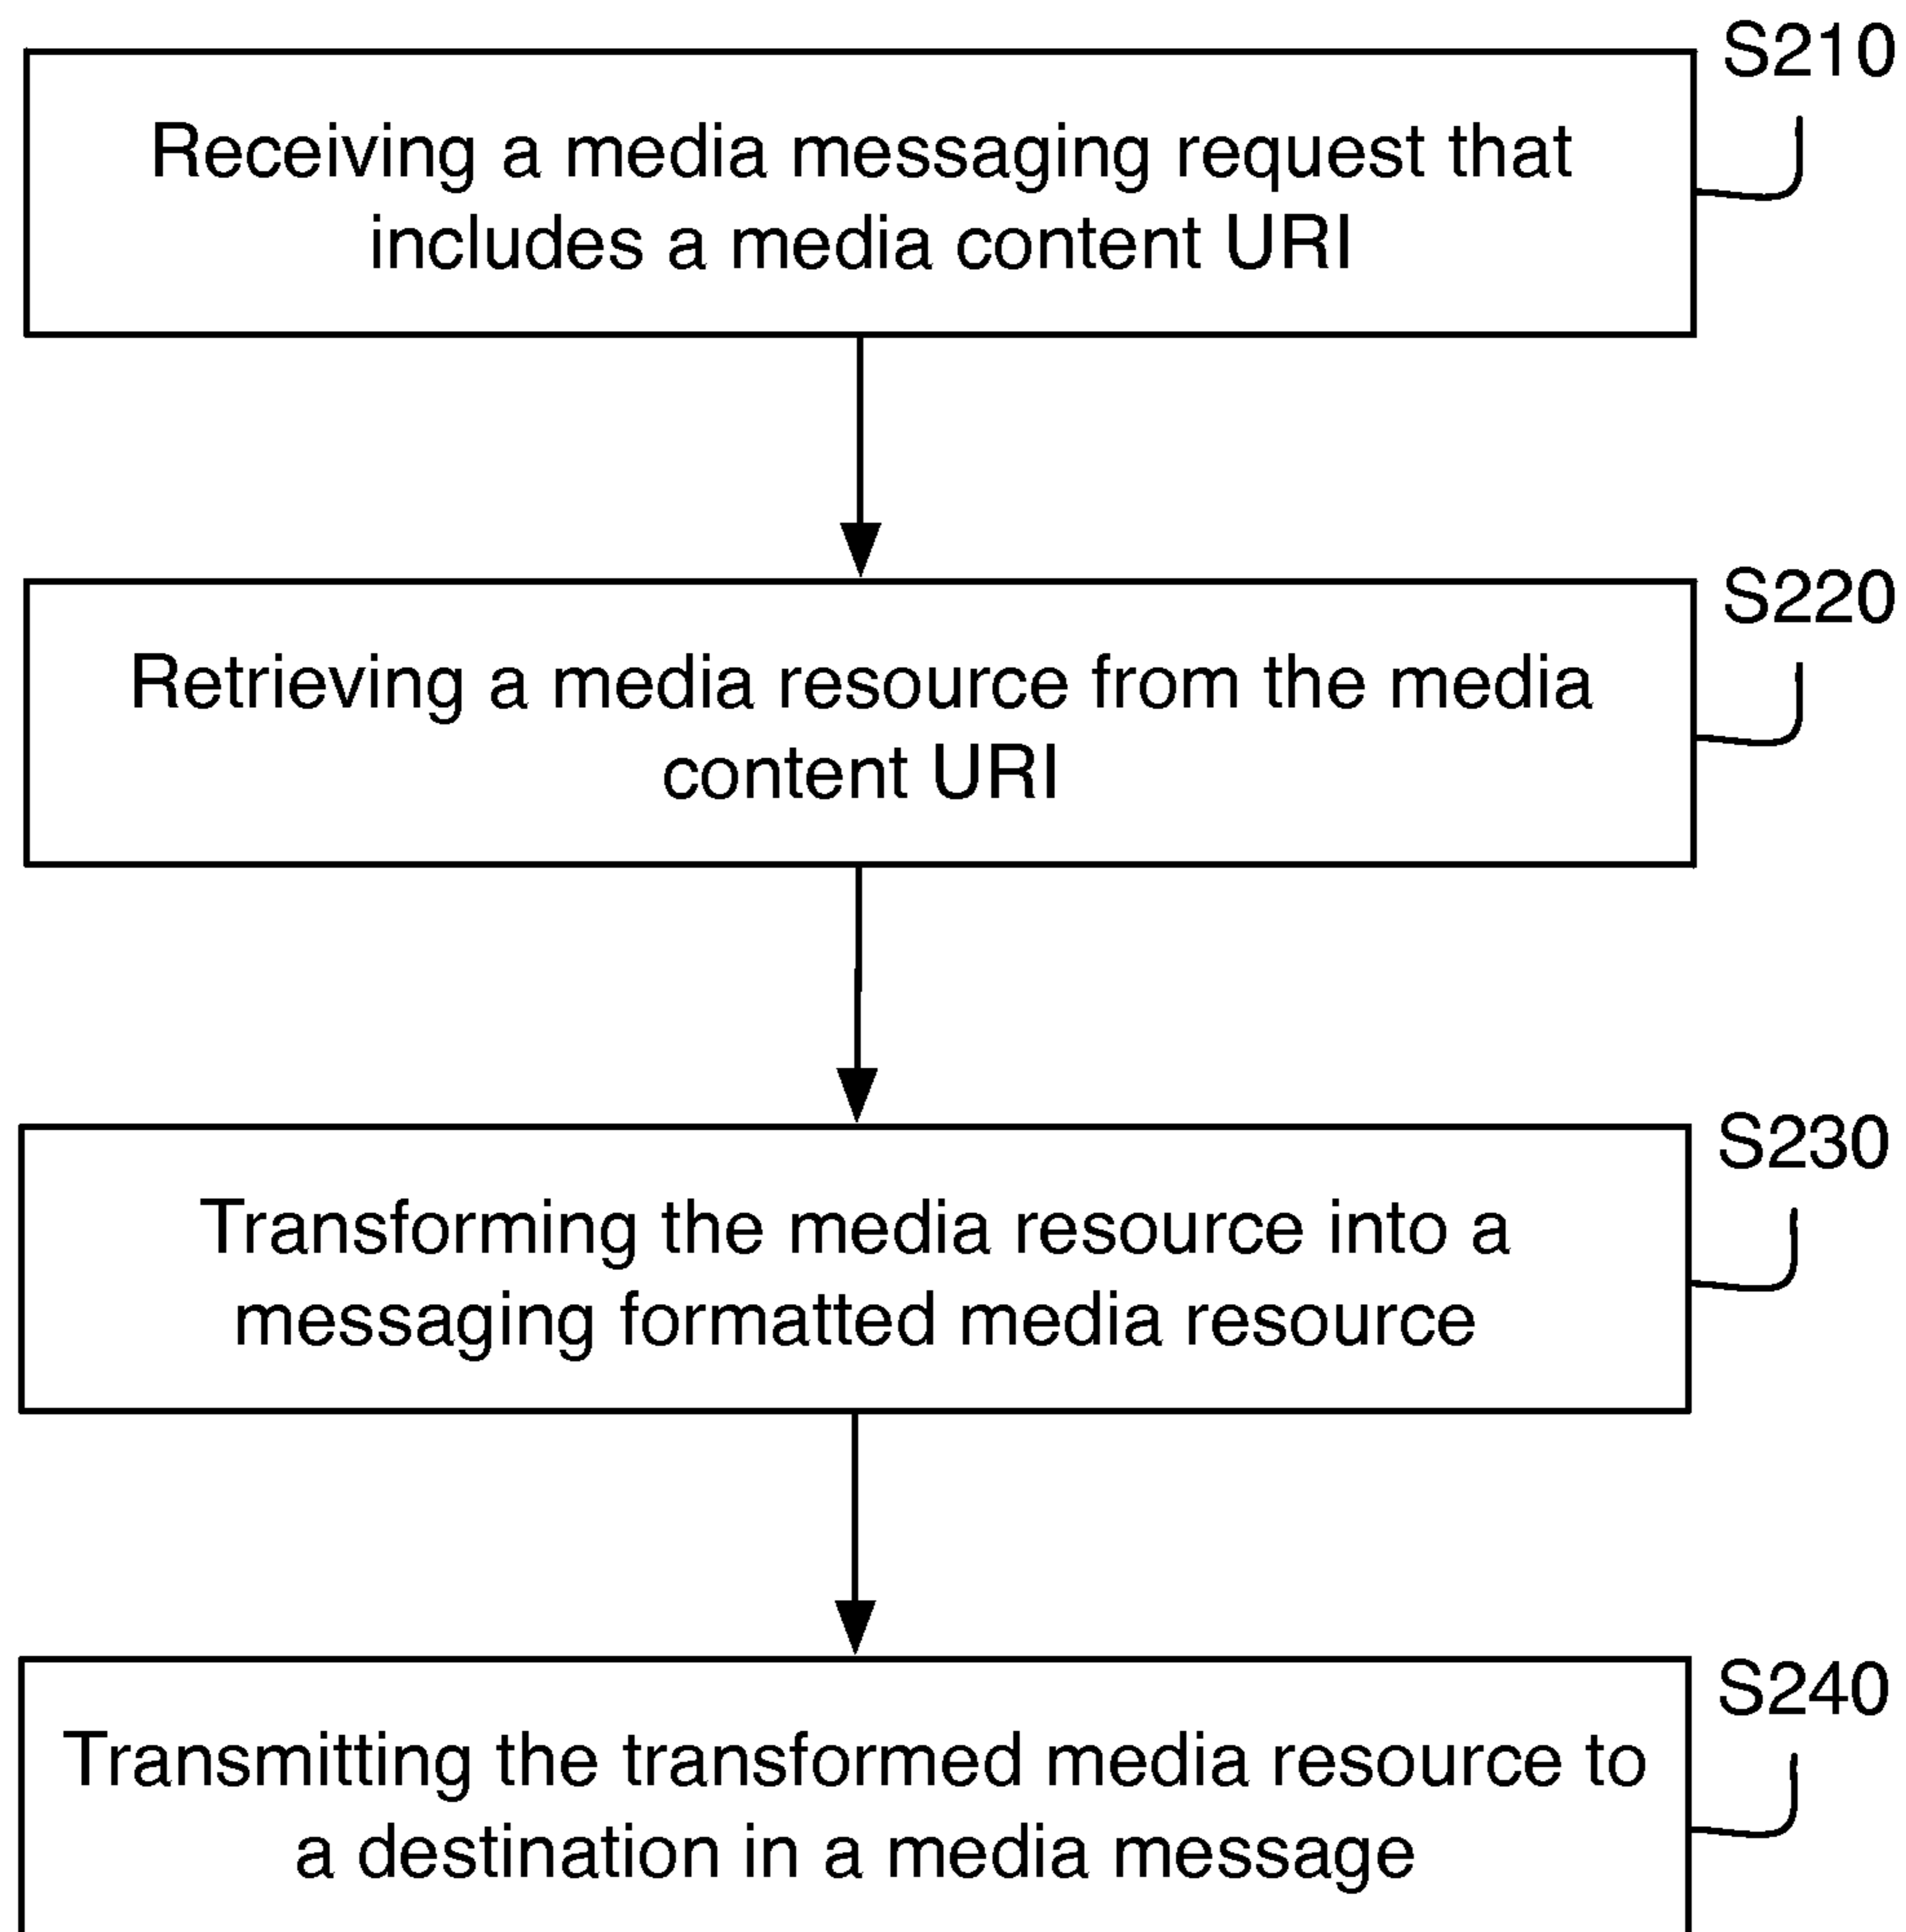 S210
Receiving a media messaging request that
includes a media content URI
S220
Retrieving a media resource from the media
content URI
S230
Transforming the media resource into a
messaging formatted media resource
S240
Transmitting the transformed media resource to
a destination in a media message